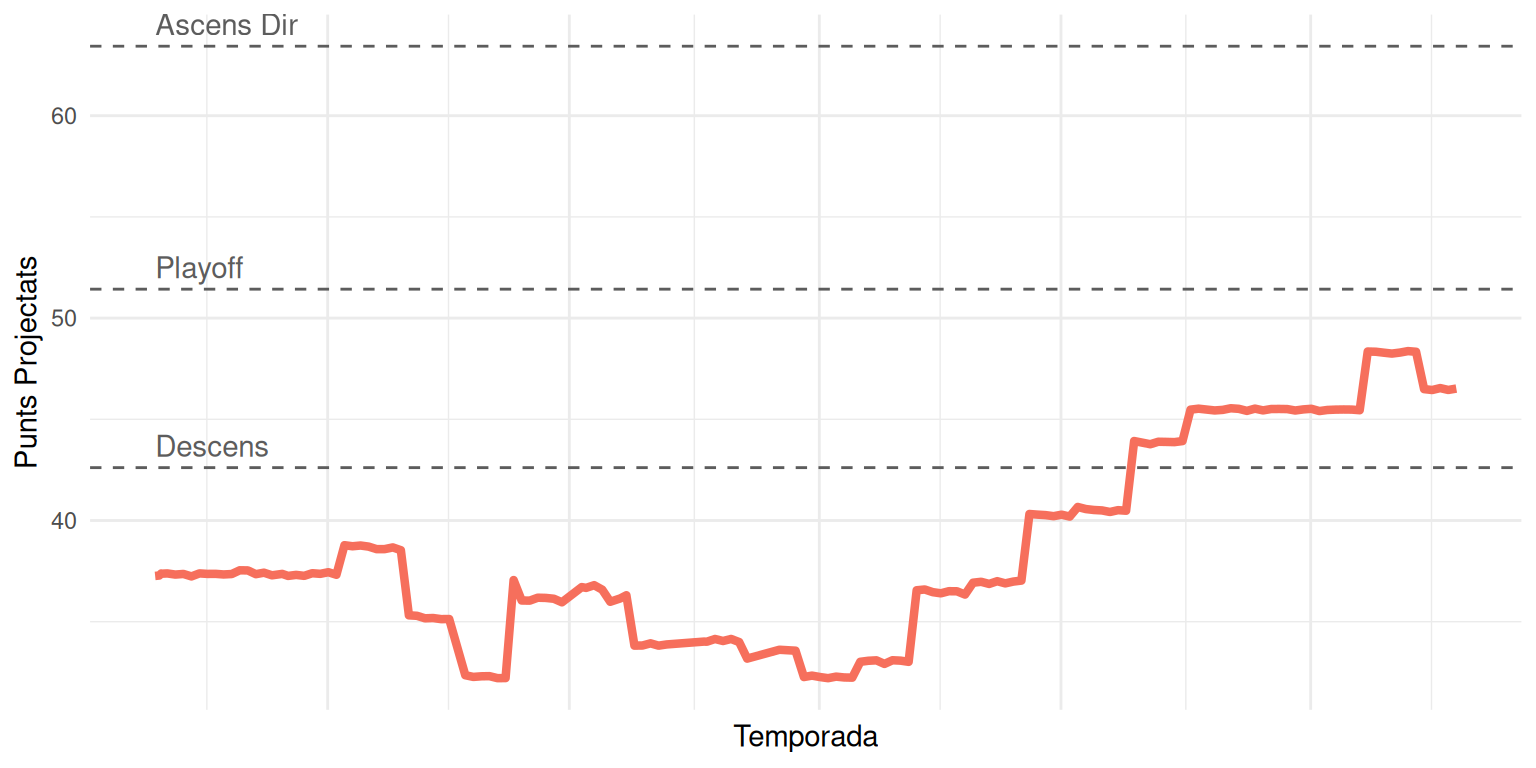 Ascens Dir
60
Playoff
50
Descens
40
Punts Projectats
Temporada